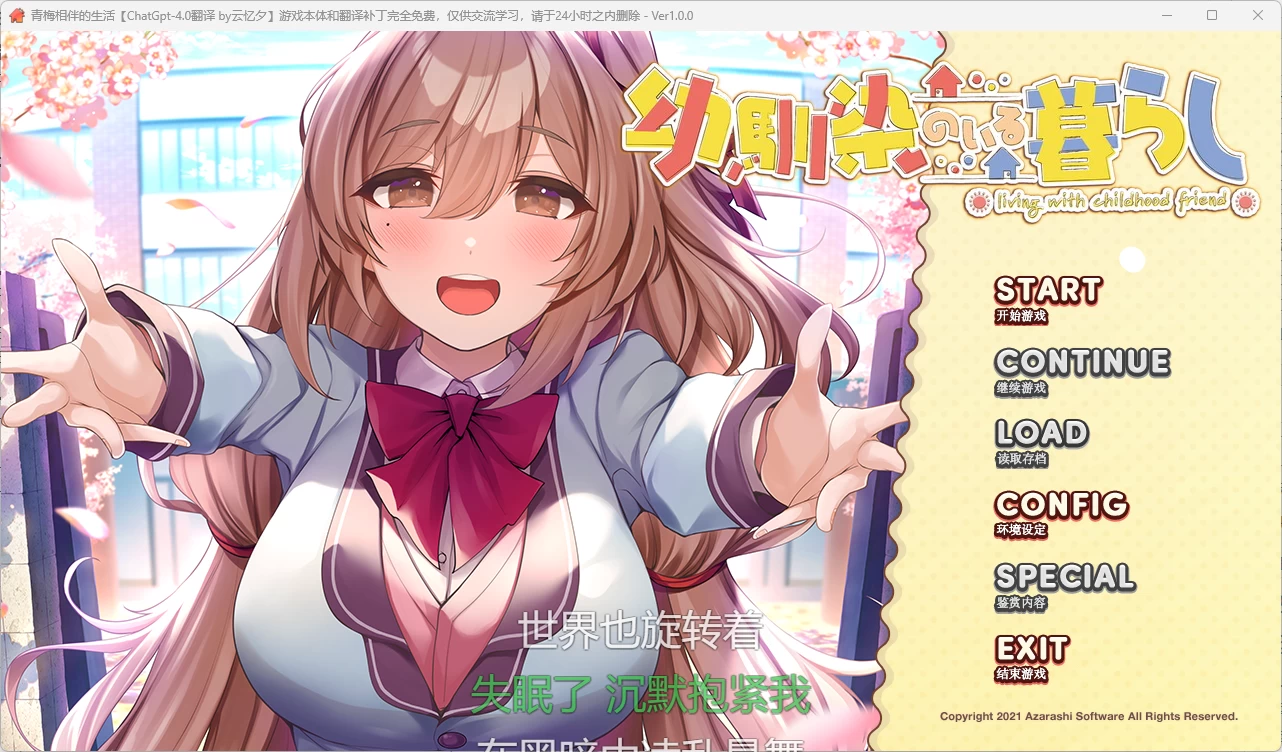 青梅相伴的生活【ChatGpt-4.0翻译 by云忆夕】游戏本体和翻译补丁完全免费，仅供交流学习，请于24小时之内删除 - Ver1.0.0
幼馴染のいる暮らし
living with childhood friend
START
开始游戏
CONTINUE
继续游戏
LOAD
读取存档
CONFIG
环境设定
SPECIAL
鉴赏内容
EXIT
结束游戏
世界也旋转着
失眠了 沉默抱紧我
Copyright 2021 Azarashi Software All Rights Reserved.